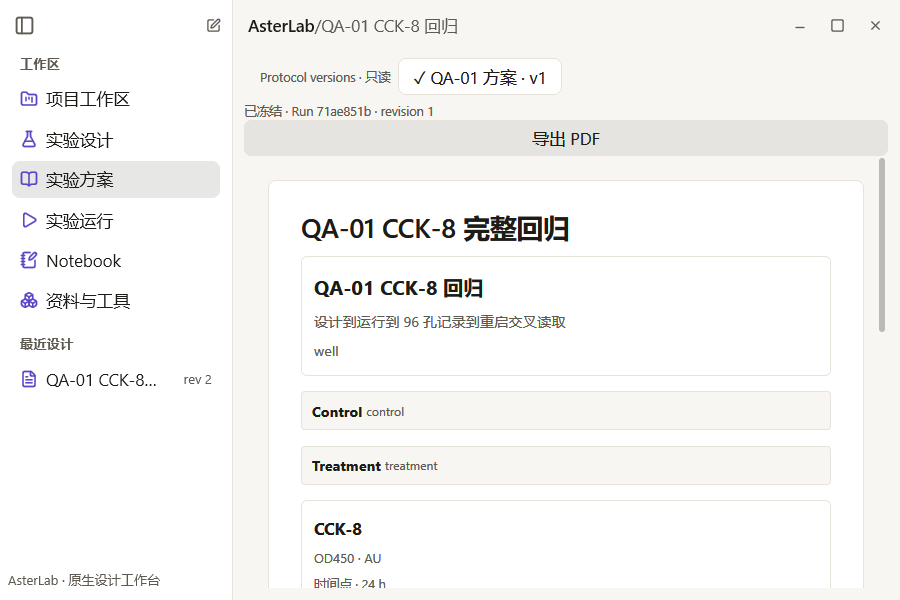 AsterLab/QA-01 CCK-8 回归
工作区
项目工作区
实验设计
实验方案
实验运行
Notebook
资料与工具
最近设计
QA-01 CCK-8... rev 2
AsterLab · 原生设计工作台
Protocol versions · 只读 ✓ QA-01 方案 · v1
已冻结 · Run 71ae851b · revision 1
导出 PDF
QA-01 CCK-8 完整回归
QA-01 CCK-8 回归
设计到运行到 96 孔记录到重启交叉读取
well
Control control
Treatment treatment
CCK-8
OD450 · AU
时间点 · 24 h